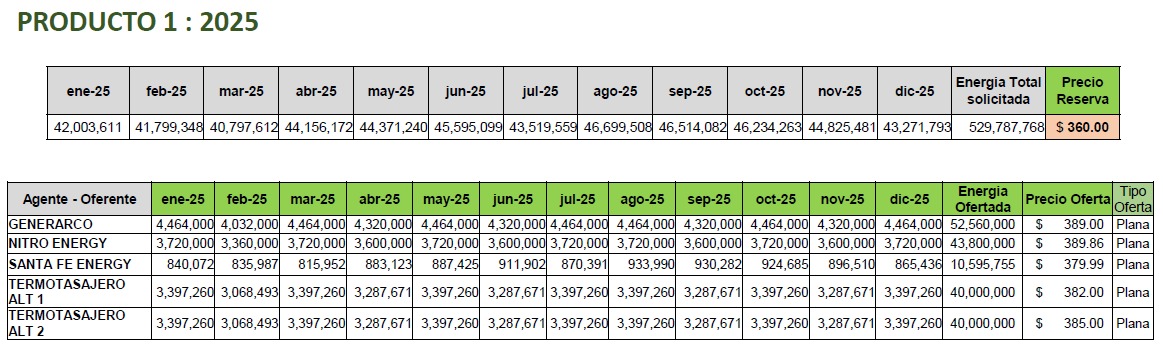 PRODUCTO 1 : 2025
ene-25 feb-25 mar-25 abr-25 may-25 jun-25 jul-25 ago-25 sep-25 oct-25 nov-25 dic-25 Energia Total solicitada Precio Reserva
42,003,611 41,799,348 40,797,612 44,156,172 44,371,240 45,595,099 43,519,559 46,699,508 46,514,082 46,234,263 44,825,481 43,271,793 529,787,768 $ 360.00
Agente - Oferente ene-25 feb-25 mar-25 abr-25 may-25 jun-25 jul-25 ago-25 sep-25 oct-25 nov-25 dic-25 Energia Ofertada Precio Oferta Tipo Oferta
GENERARCO 4,464,000 4,032,000 4,464,000 4,320,000 4,464,000 4,320,000 4,464,000 4,464,000 4,320,000 4,464,000 4,320,000 4,464,000 52,560,000 $ 389.00 Plana
NITRO ENERGY 3,720,000 3,360,000 3,720,000 3,600,000 3,720,000 3,600,000 3,720,000 3,720,000 3,600,000 3,720,000 3,600,000 3,720,000 43,800,000 $ 389.86 Plana
SANTA FE ENERGY 840,072 835,987 815,952 883,123 887,425 911,902 870,391 933,990 930,282 924,685 896,510 865,436 10,595,755 $ 379.99 Plana
TERMOTASAJERO ALT 1 3,397,260 3,068,493 3,397,260 3,287,671 3,397,260 3,287,671 3,397,260 3,397,260 3,287,671 3,397,260 3,287,671 3,397,260 40,000,000 $ 382.00 Plana
TERMOTASAJERO ALT 2 3,397,260 3,068,493 3,397,260 3,287,671 3,397,260 3,287,671 3,397,260 3,397,260 3,287,671 3,397,260 3,287,671 3,397,260 40,000,000 $ 385.00 Plana